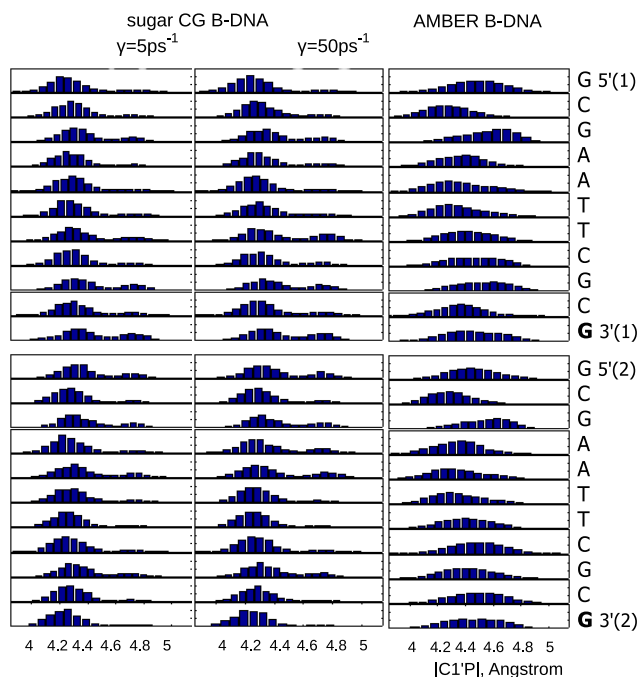 sugar CG B-DNA AMBER B-DNA
γ=5ps⁻¹ γ=50ps⁻¹
G 5'(1)
C
G
A
A
T
T
C
G
C
G 3'(1)
G 5'(2)
C
G
A
A
T
T
C
G
C
G 3'(2)
4 4.2 4.4 4.6 4.8 5 4 4.2 4.4 4.6 4.8 5 4 4.2 4.4 4.6 4.8 5
|C1'P|, Angstrom